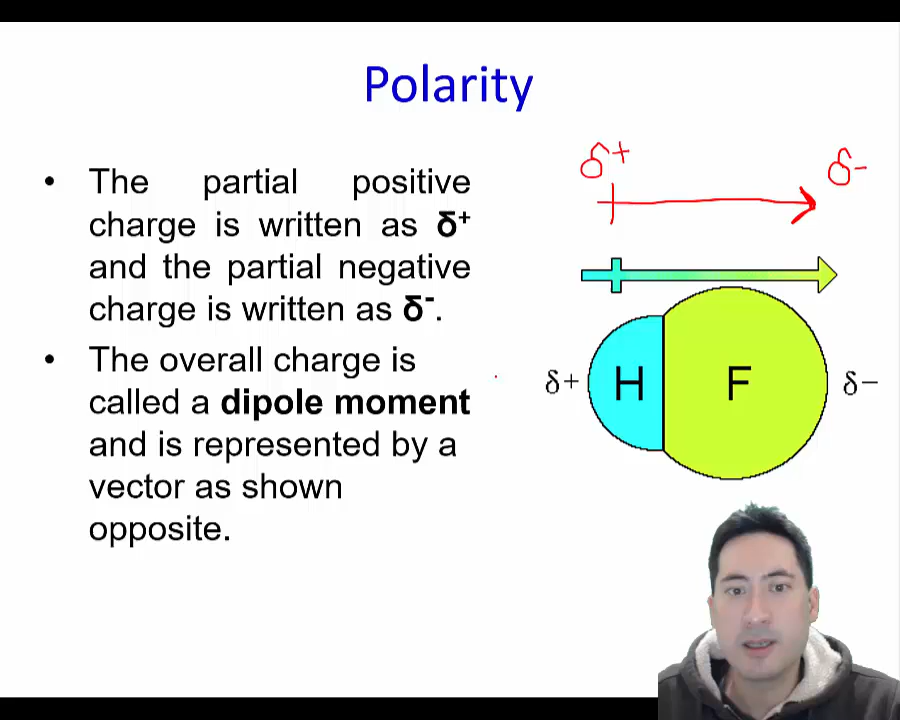 Polarity
• The partial positive
charge is written as δ⁺
and the partial negative
charge is written as δ⁻.
• The overall charge is
called a dipole moment
and is represented by a
vector as shown
opposite.
δ+ δ-
δ+ H F δ−